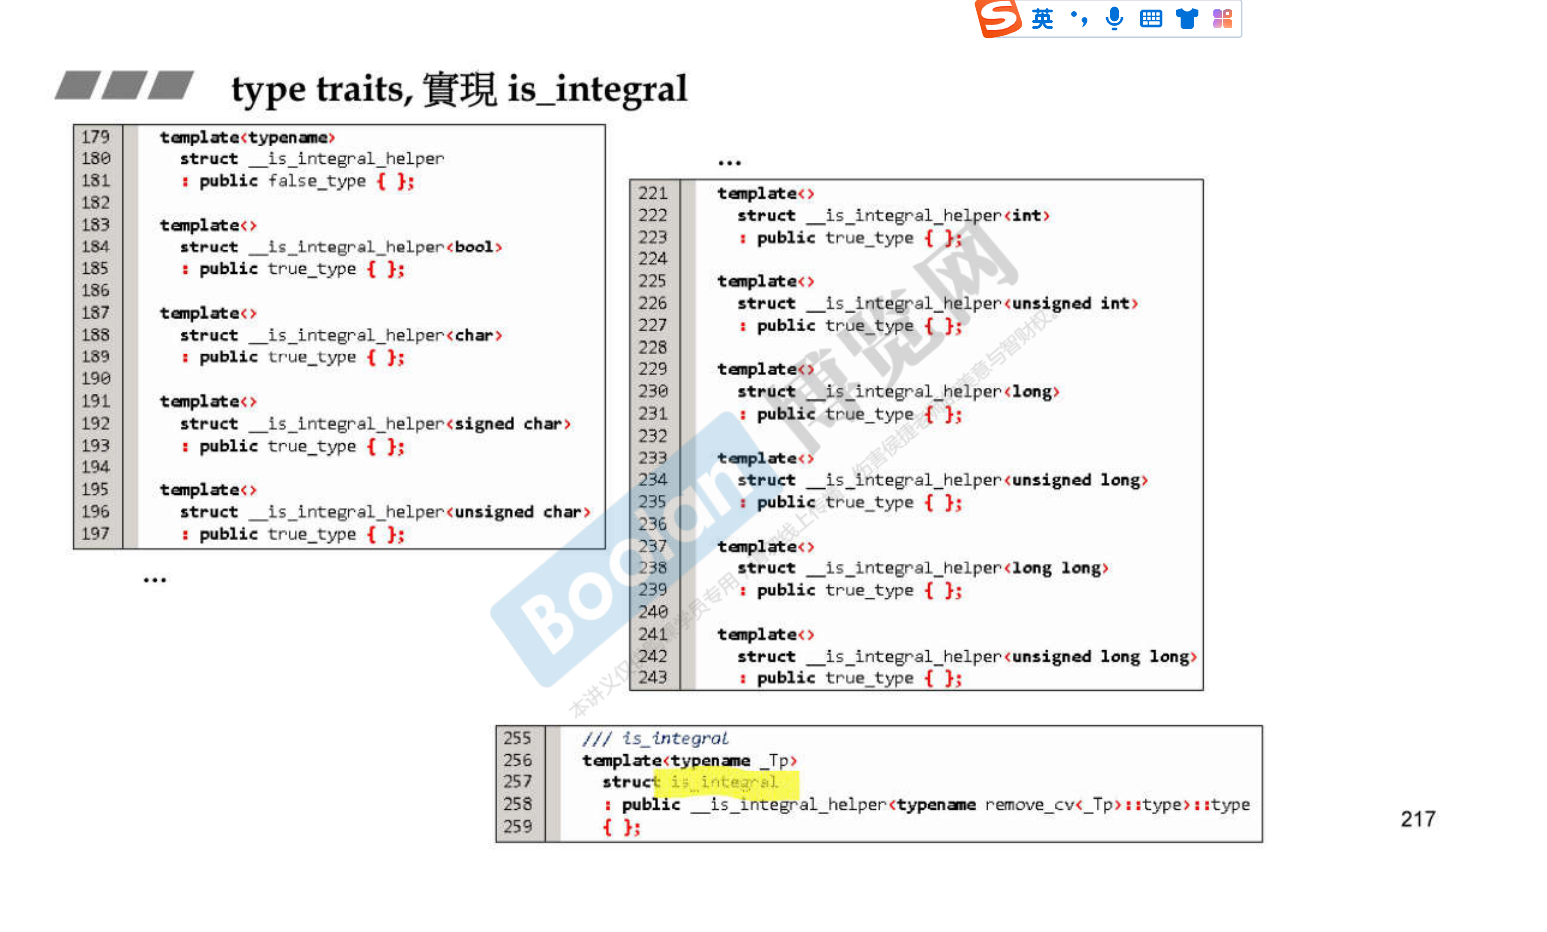 英
type traits, 實現 is_integral
179 template<typename>
180 struct __is_integral_helper
181 : public false_type { };
182
183 template<>
184 struct __is_integral_helper<bool>
185 : public true_type { };
186
187 template<>
188 struct __is_integral_helper<char>
189 : public true_type { };
190
191 template<>
192 struct __is_integral_helper<signed char>
193 : public true_type { };
194
195 template<>
196 struct __is_integral_helper<unsigned char>
197 : public true_type { };
...
...
221 template<>
222 struct __is_integral_helper<int>
223 : public true_type { };
224
225 template<>
226 struct __is_integral_helper<unsigned int>
227 : public true_type { };
228
229 template<>
230 struct __is_integral_helper<long>
231 : public true_type { };
232
233 template<>
234 struct __is_integral_helper<unsigned long>
235 : public true_type { };
236
237 template<>
238 struct __is_integral_helper<long long>
239 : public true_type { };
240
241 template<>
242 struct __is_integral_helper<unsigned long long>
243 : public true_type { };
255 /// is_integral
256 template<typename _Tp>
257 struct is_integral
258 : public __is_integral_helper<typename remove_cv<_Tp>::type>::type
259 { };
217
Boolan 博览网